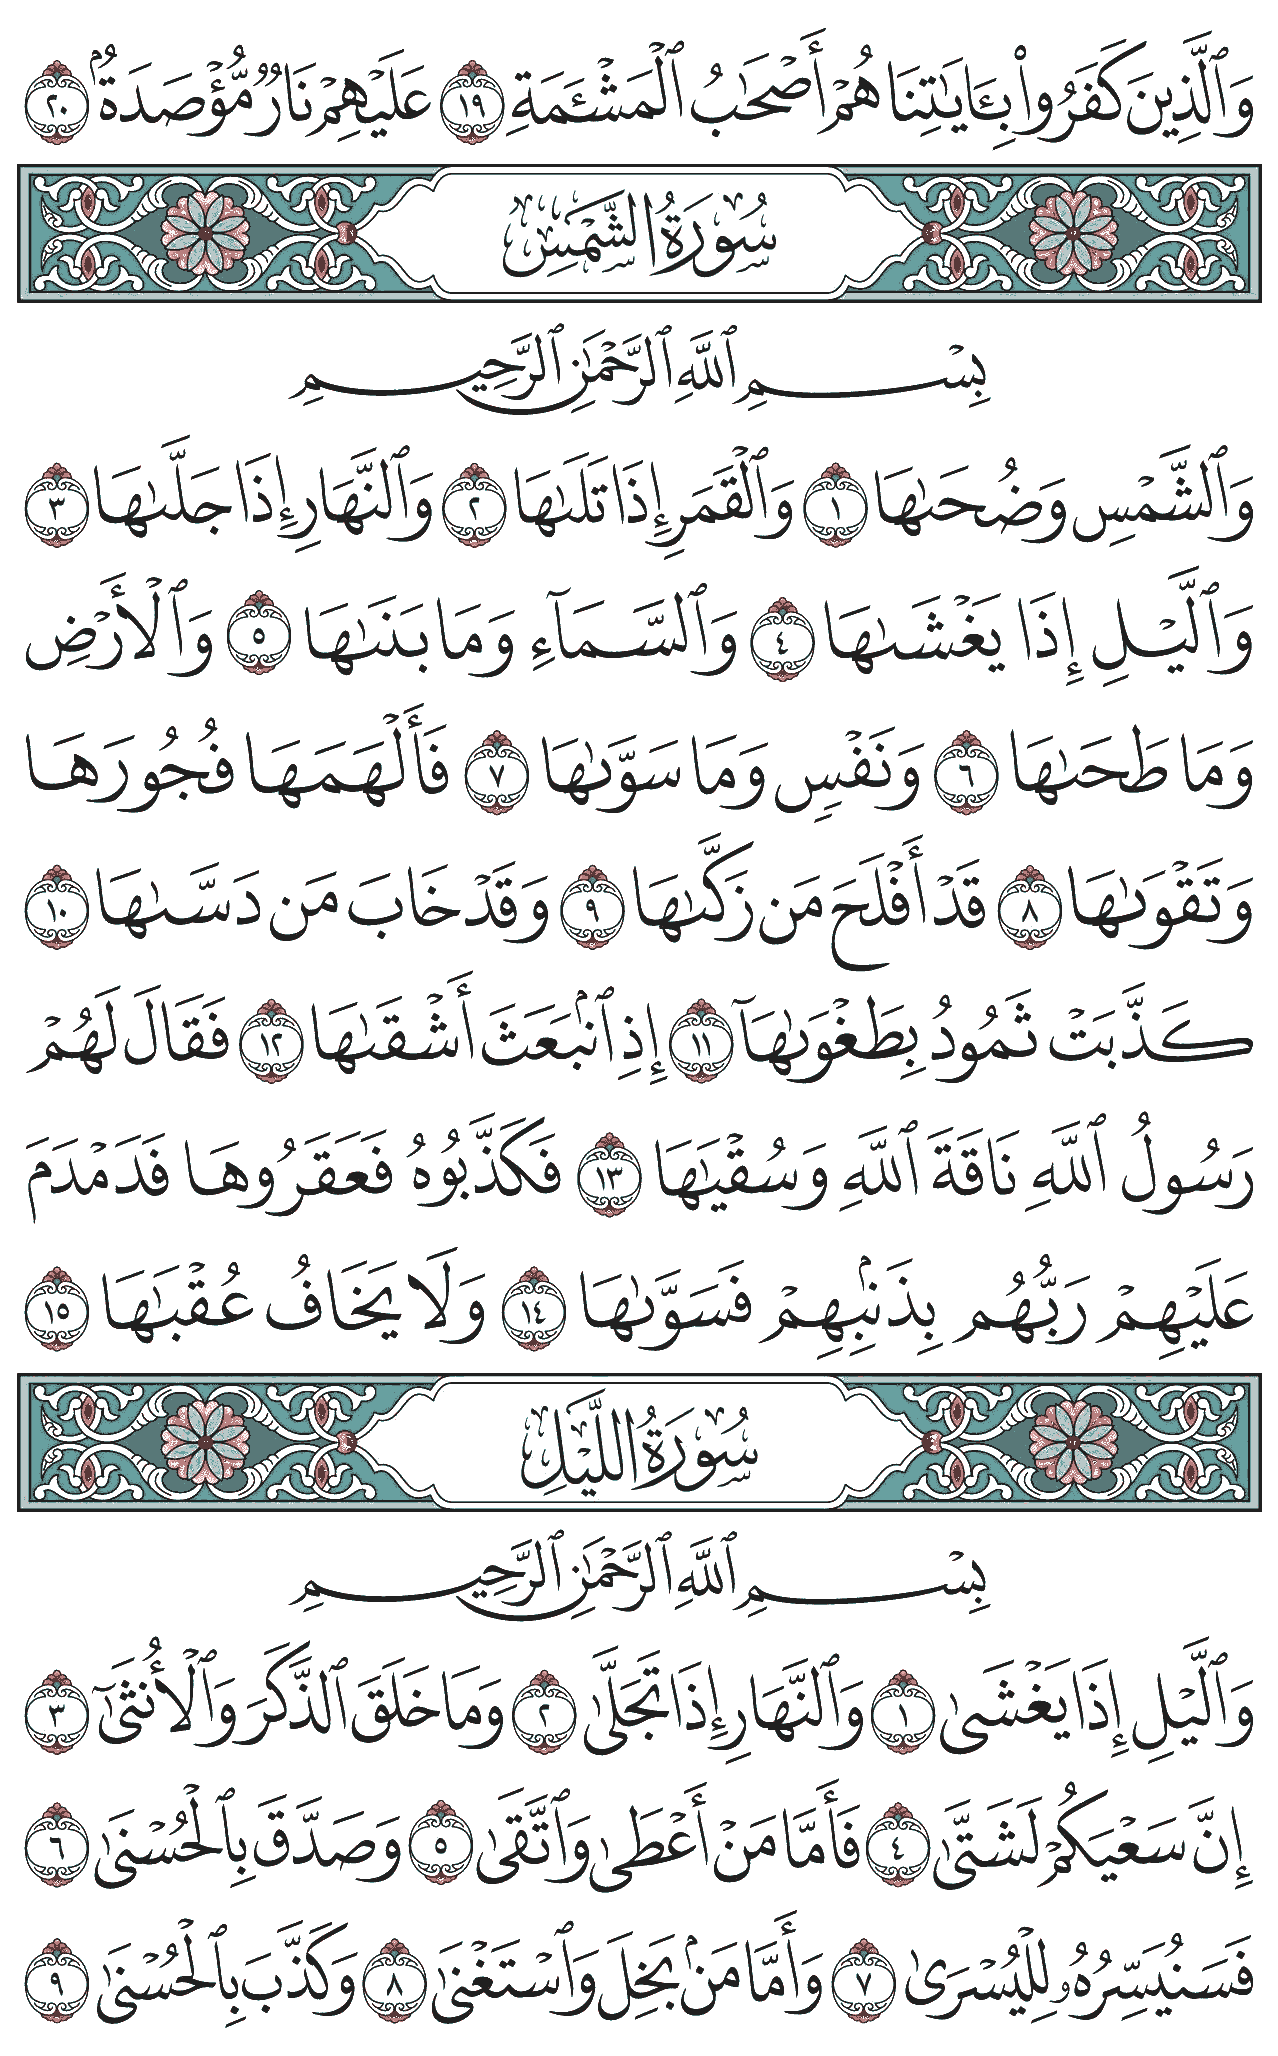 وَٱلَّذِينَ كَفَرُوا۟ بِـَٔايَـٰتِنَا هُمْ أَصْحَـٰبُ ٱلْمَشْـَٔمَةِ ١٩ عَلَيْهِمْ نَارٌ مُّؤْصَدَةٌۢ ٢٠
سُورَةُ الشَّمْسِ
بِسْمِ ٱللَّهِ ٱلرَّحْمَـٰنِ ٱلرَّحِيمِ
وَٱلشَّمْسِ وَضُحَىٰهَا ١ وَٱلْقَمَرِ إِذَا تَلَىٰهَا ٢ وَٱلنَّهَارِ إِذَا جَلَّىٰهَا ٣
وَٱلَّيْلِ إِذَا يَغْشَىٰهَا ٤ وَٱلسَّمَآءِ وَمَا بَنَىٰهَا ٥ وَٱلْأَرْضِ
وَمَا طَحَىٰهَا ٦ وَنَفْسٍ وَمَا سَوَّىٰهَا ٧ فَأَلْهَمَهَا فُجُورَهَا
وَتَقْوَىٰهَا ٨ قَدْ أَفْلَحَ مَن زَكَّىٰهَا ٩ وَقَدْ خَابَ مَن دَسَّىٰهَا ١٠
كَذَّبَتْ ثَمُودُ بِطَغْوَىٰهَآ ١١ إِذِ ٱنۢبَعَثَ أَشْقَىٰهَا ١٢ فَقَالَ لَهُمْ
رَسُولُ ٱللَّهِ نَاقَةَ ٱللَّهِ وَسُقْيَـٰهَا ١٣ فَكَذَّبُوهُ فَعَقَرُوهَا فَدَمْدَمَ
عَلَيْهِمْ رَبُّهُم بِذَنۢبِهِمْ فَسَوَّىٰهَا ١٤ وَلَا يَخَافُ عُقْبَـٰهَا ١٥
سُورَةُ اللَّيْلِ
بِسْمِ ٱللَّهِ ٱلرَّحْمَـٰنِ ٱلرَّحِيمِ
وَٱلَّيْلِ إِذَا يَغْشَىٰ ١ وَٱلنَّهَارِ إِذَا تَجَلَّىٰ ٢ وَمَا خَلَقَ ٱلذَّكَرَ وَٱلْأُنثَىٰٓ ٣
إِنَّ سَعْيَكُمْ لَشَتَّىٰ ٤ فَأَمَّا مَنْ أَعْطَىٰ وَٱتَّقَىٰ ٥ وَصَدَّقَ بِٱلْحُسْنَىٰ ٦
فَسَنُيَسِّرُهُۥ لِلْيُسْرَىٰ ٧ وَأَمَّا مَنۢ بَخِلَ وَٱسْتَغْنَىٰ ٨ وَكَذَّبَ بِٱلْحُسْنَىٰ ٩